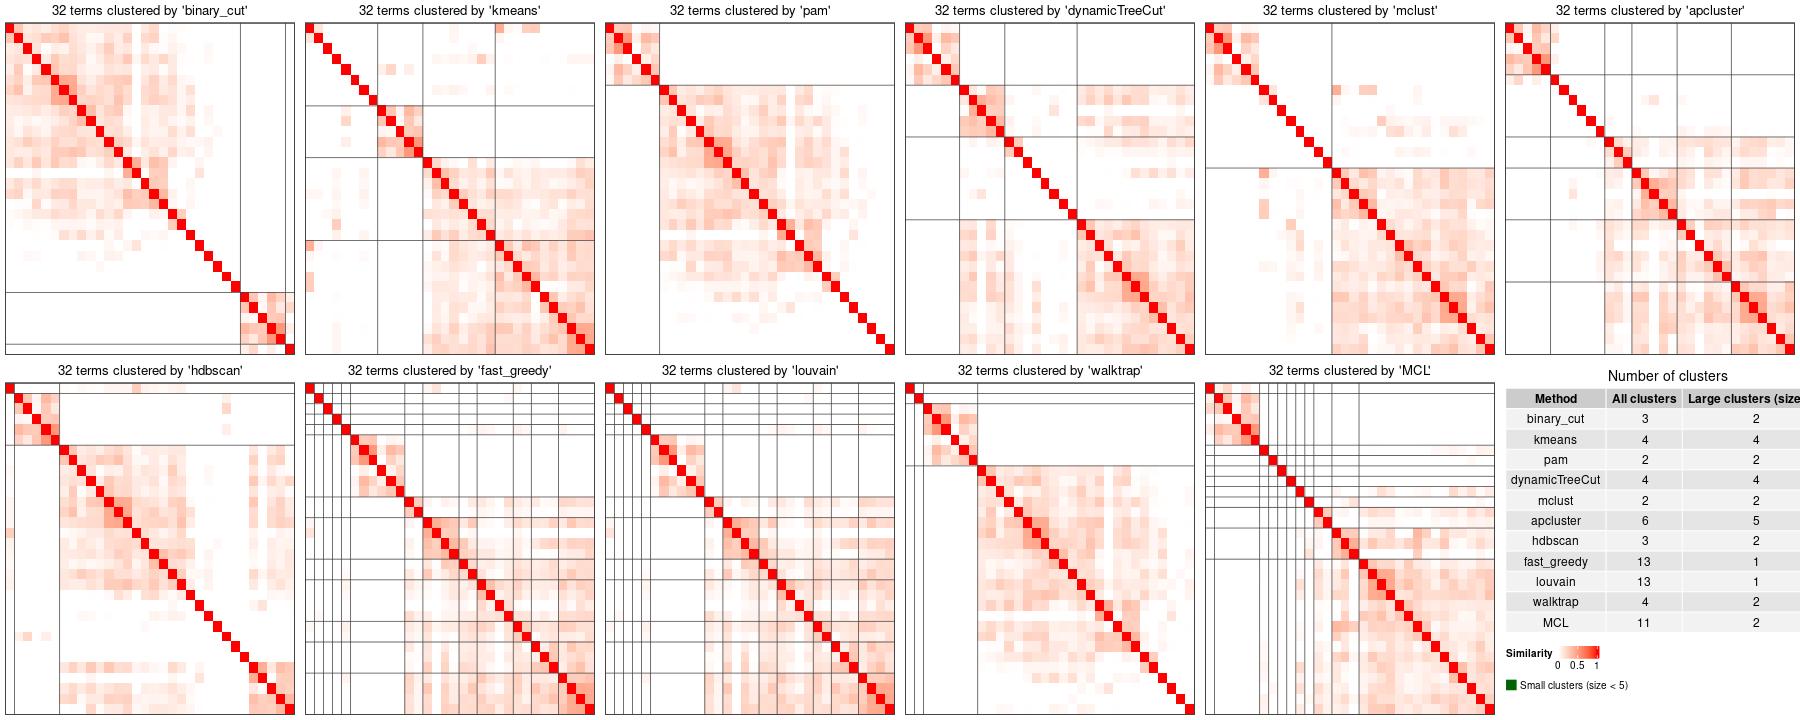 32 terms clustered by 'binary_cut'
32 terms clustered by 'kmeans'
32 terms clustered by 'pam'
32 terms clustered by 'dynamicTreeCut'
32 terms clustered by 'mclust'
32 terms clustered by 'apcluster'
32 terms clustered by 'hdbscan'
32 terms clustered by 'fast_greedy'
32 terms clustered by 'louvain'
32 terms clustered by 'walktrap'
32 terms clustered by 'MCL'
Number of clusters
Method All clusters Large clusters (size
binary_cut 3 2
kmeans 4 4
pam 2 2
dynamicTreeCut 4 4
mclust 2 2
apcluster 6 5
hdbscan 3 2
fast_greedy 13 1
louvain 13 1
walktrap 4 2
MCL 11 2
Similarity
0 0.5 1
Small clusters (size < 5)